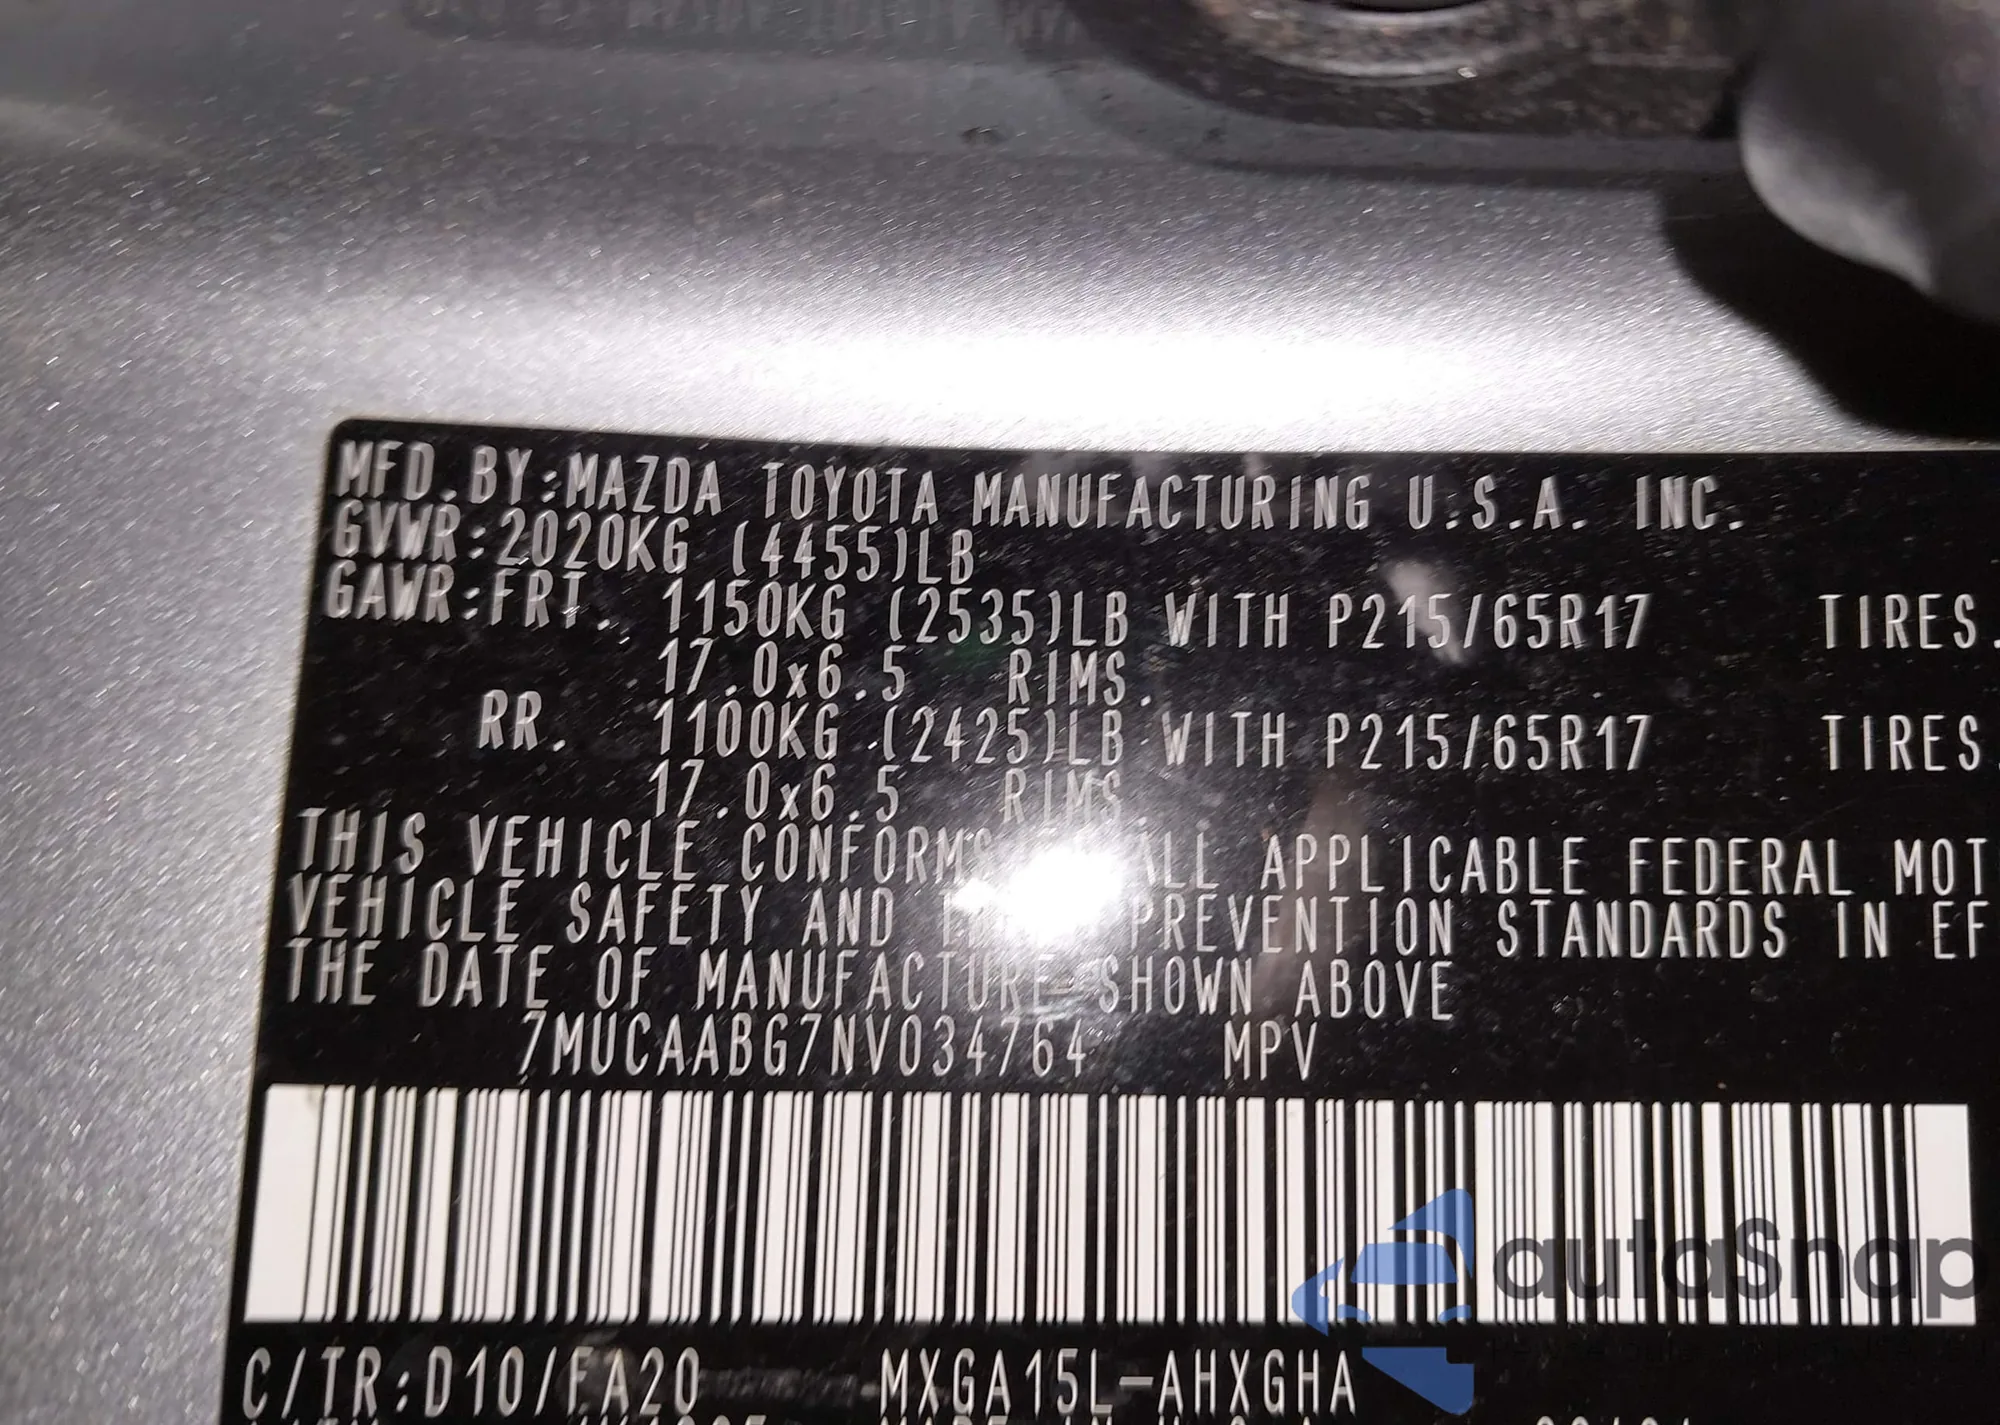 MFD.BY:MAZDA TOYOTA MANUFACTURING U.S.A. INC.
GVWR:2020KG (4455)LB
GAWR:FRT. 1150KG (2535)LB WITH P215/65R17 TIRES.
17.0x6.5 RIMS.
RR. 1100KG (2425)LB WITH P215/65R17 TIRES.
17.0x6.5 RIMS.
THIS VEHICLE CONFORMS ALL APPLICABLE FEDERAL MOT
VEHICLE SAFETY AND PREVENTION STANDARDS IN EF
THE DATE OF MANUFACTURE SHOWN ABOVE
7MUCAABG7NV034764 MPV
autoSnap
C/TR:D10/FA20 MXGA15L-AHXGHA